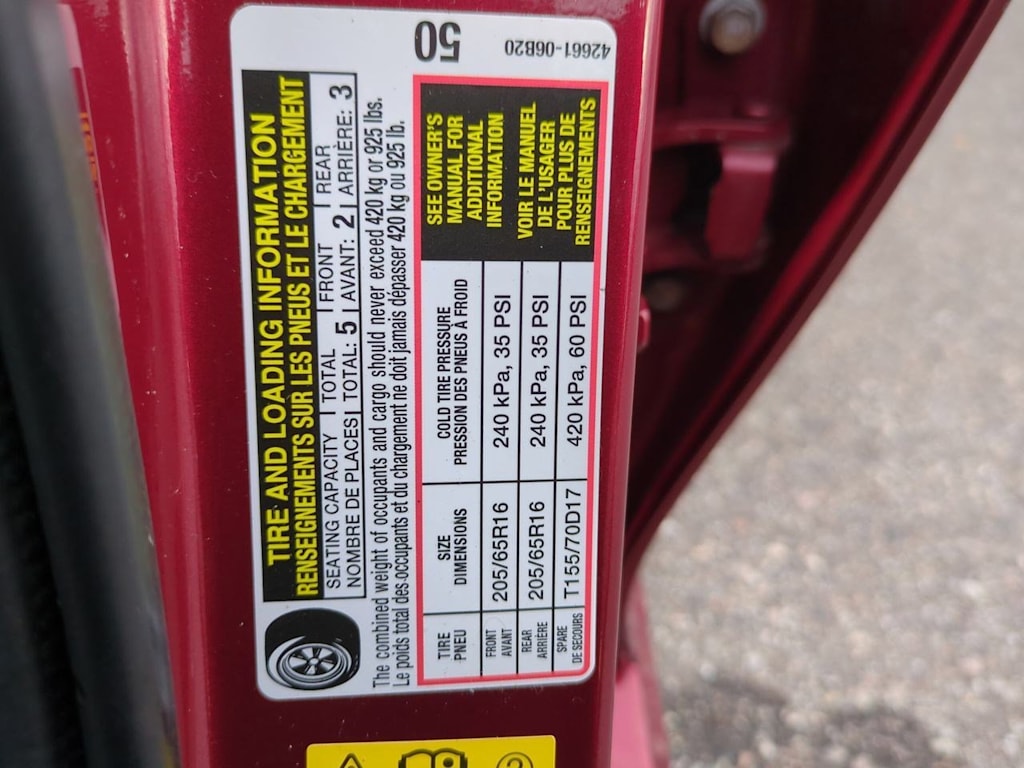 TIRE AND LOADING INFORMATION
RENSEIGNEMENTS SUR LES PNEUS ET LE CHARGEMENT
SEATING CAPACITY | TOTAL | FRONT | REAR
NOMBRE DE PLACES | TOTAL: 5 | AVANT: 2 | ARRIÈRE: 3
The combined weight of occupants and cargo should never exceed 420 kg or 925 lbs.
Le poids total des occupants et du chargement ne doit jamais dépasser 420 kg ou 925 lb.
TIRE SIZE COLD TIRE PRESSURE
PNEU DIMENSIONS PRESSION DES PNEUS À FROID
FRONT
AVANT 205/65R16 240 kPa, 35 PSI
REAR
ARRIÈRE 205/65R16 240 kPa, 35 PSI
SPARE
DE SECOURS T155/70D17 420 kPa, 60 PSI
SEE OWNER'S
MANUAL FOR
ADDITIONAL
INFORMATION
VOIR LE MANUEL
DE L'USAGER
POUR PLUS DE
RENSEIGNEMENTS
50
42661-06B20